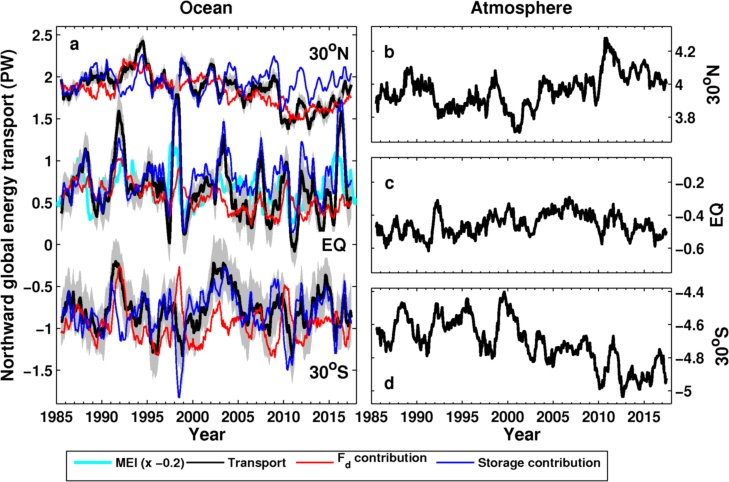 Ocean
Atmosphere
Northward global energy transport (PW)
2.5
2
1.5
1
0.5
0
−0.5
−1
−1.5
a
30°N
EQ
30°S
1985 1990 1995 2000 2005 2010 2015
Year
b
4.2
4
3.8
30°N
c
−0.2
−0.4
−0.6
EQ
d
−4.4
−4.6
−4.8
−5
30°S
1985 1990 1995 2000 2005 2010 2015
Year
MEI (x −0.2) Transport Fd contribution Storage contribution